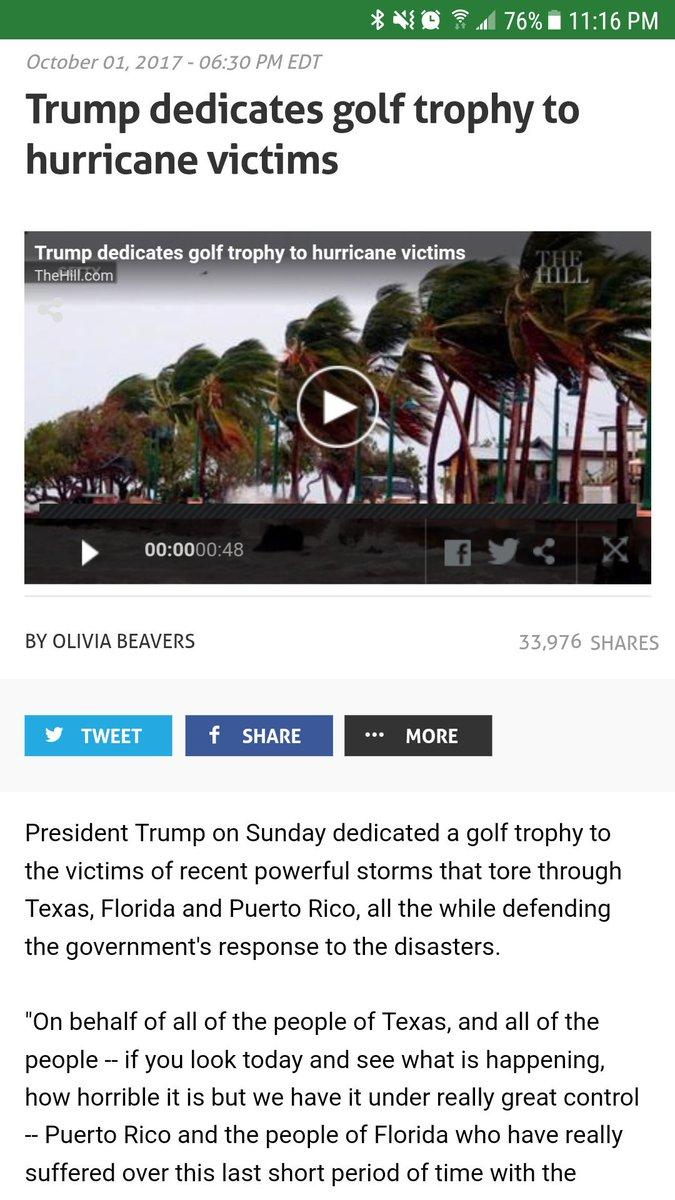 76% 11:16 PM
October 01, 2017 - 06:30 PM EDT
Trump dedicates golf trophy to
hurricane victims
Trump dedicates golf trophy to hurricane victims
TheHill.com
THE
HILL
00:0000:48
BY OLIVIA BEAVERS
33,976 SHARES
TWEET
SHARE
MORE
President Trump on Sunday dedicated a golf trophy to
the victims of recent powerful storms that tore through
Texas, Florida and Puerto Rico, all the while defending
the government's response to the disasters.
"On behalf of all of the people of Texas, and all of the
people -- if you look today and see what is happening,
how horrible it is but we have it under really great control
-- Puerto Rico and the people of Florida who have really
suffered over this last short period of time with the